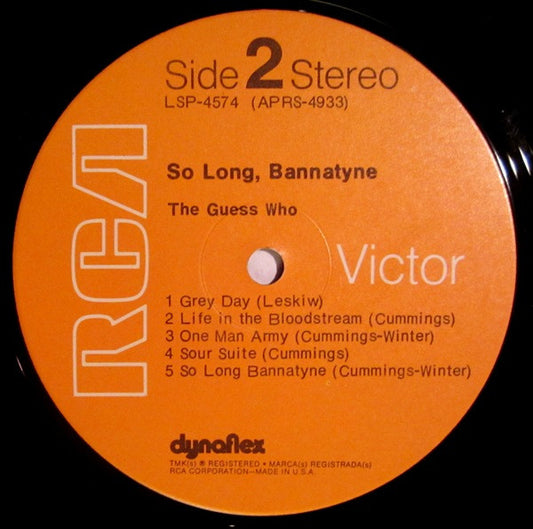 Side 2 Stereo
LSP-4574 (APRS-4933)
RCA
So Long, Bannatyne
The Guess Who
Victor
1 Grey Day (Leskiw)
2 Life in the Bloodstream (Cummings)
3 One Man Army (Cummings-Winter)
4 Sour Suite (Cummings)
5 So Long Bannatyne (Cummings-Winter)
dynaflex
TMK(s) ® REGISTERED • MARCA(s) REGISTRADA(s)
RCA CORPORATION—MADE IN U.S.A.